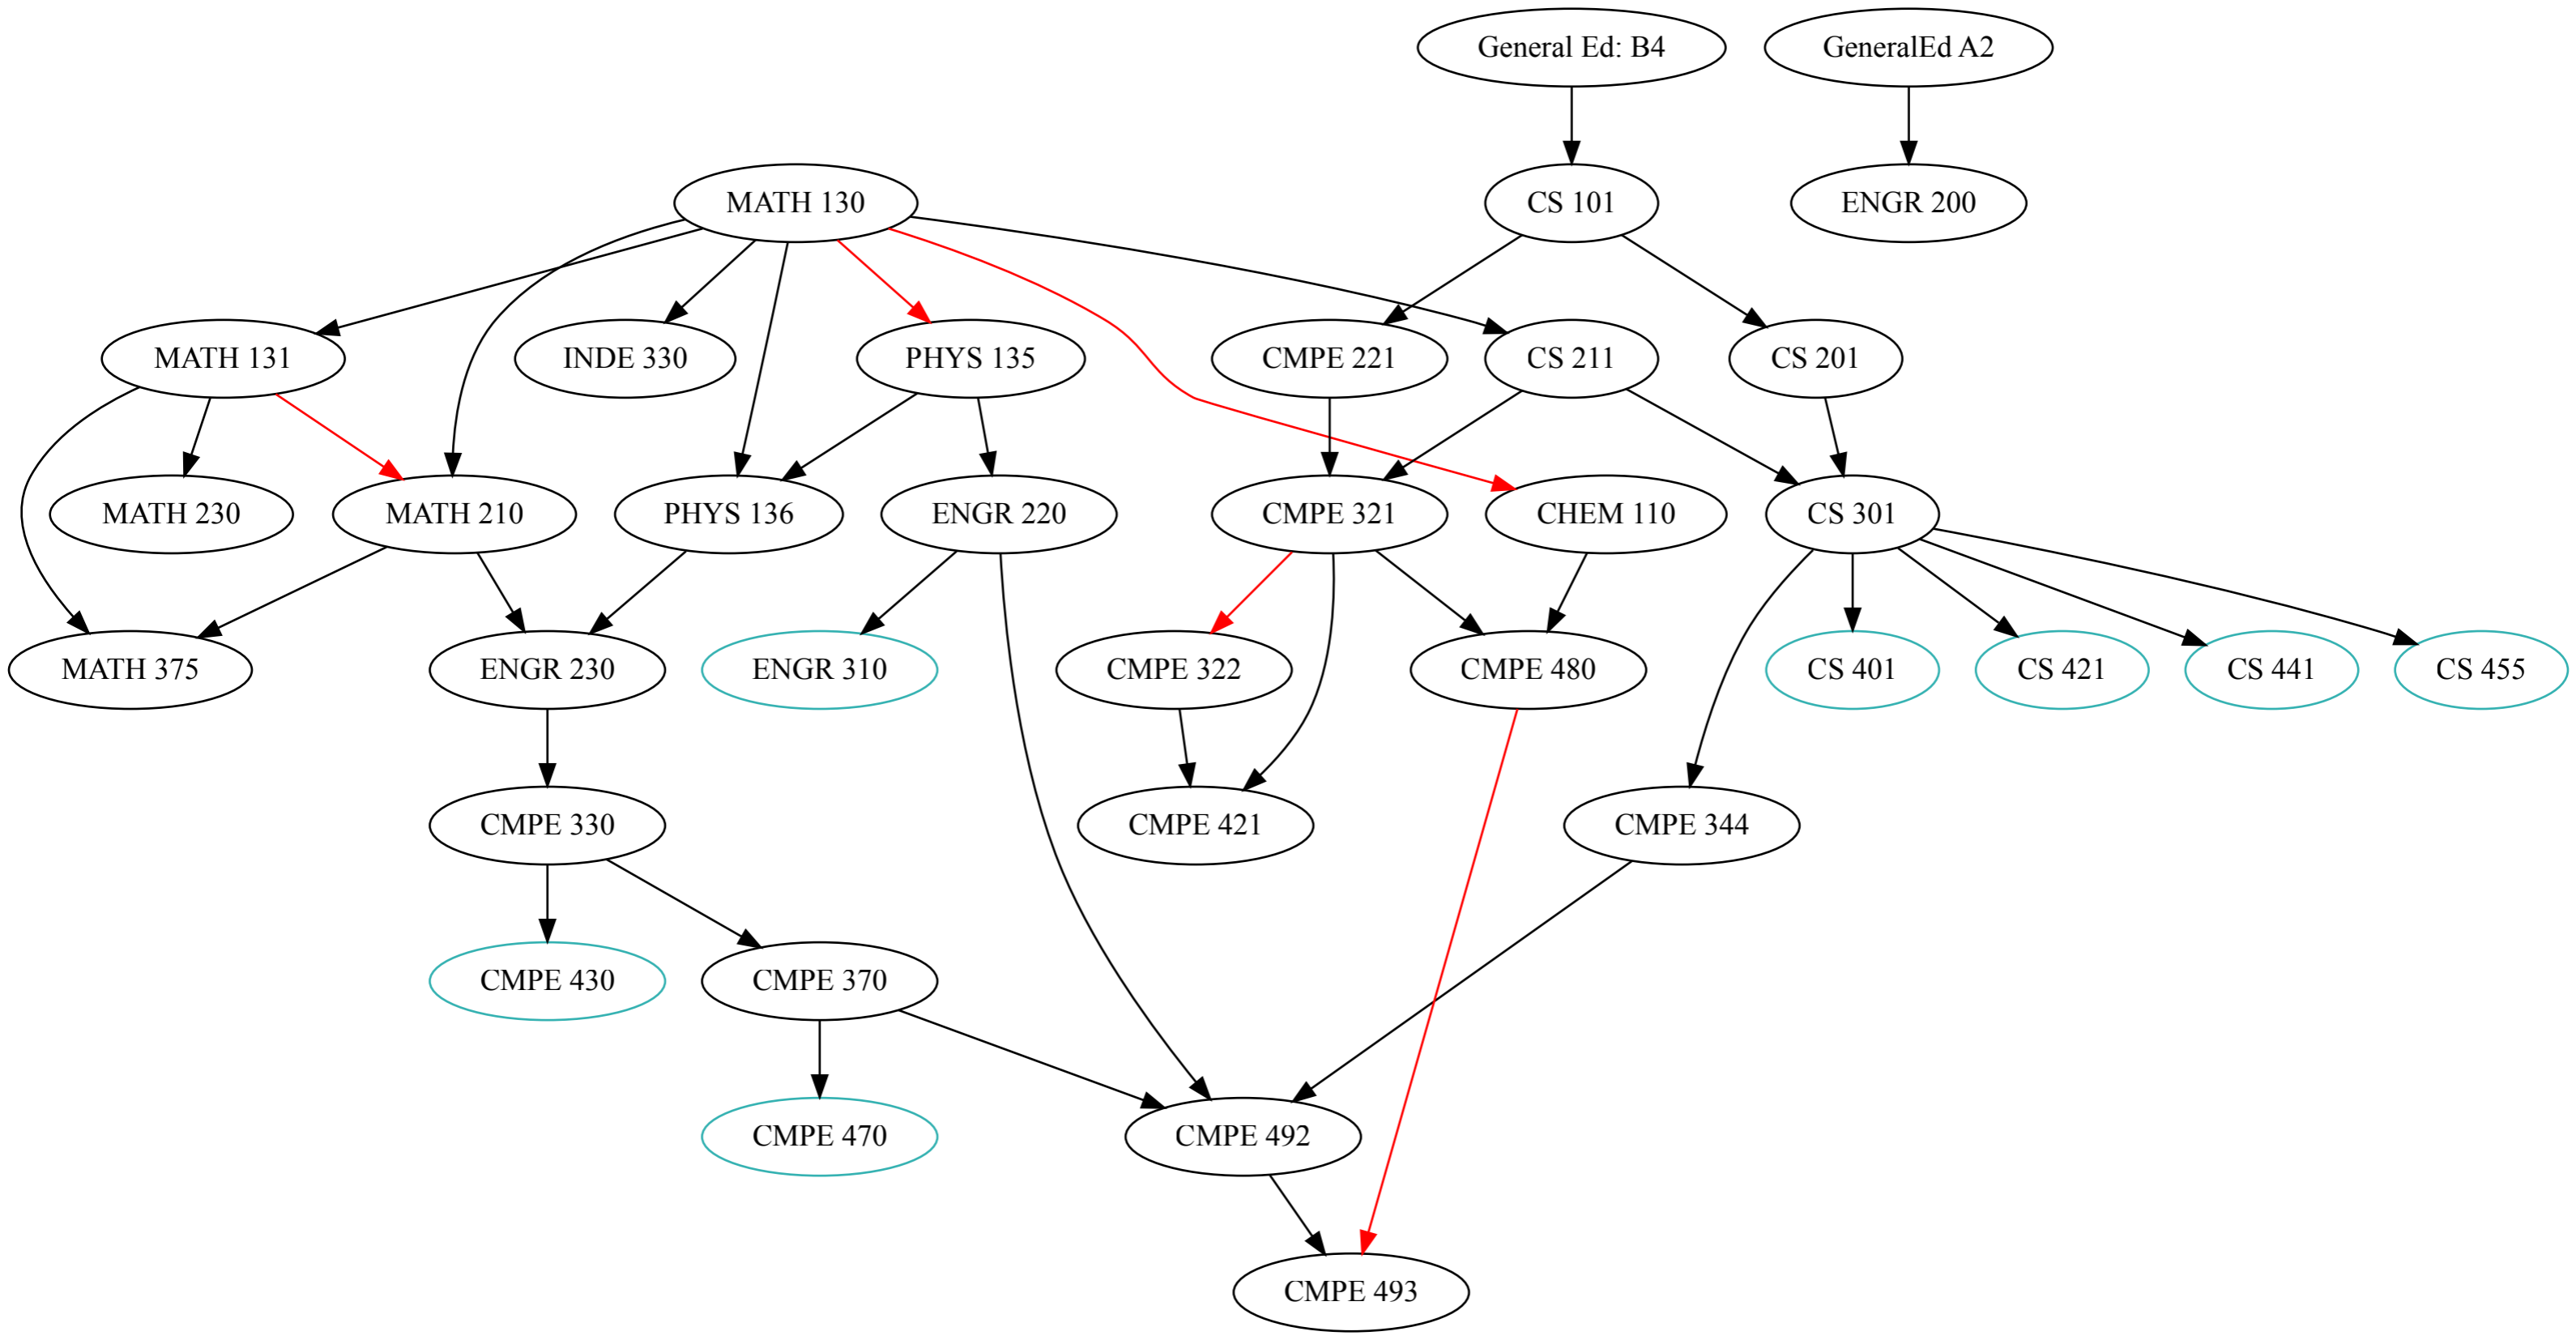 General Ed: B4
GeneralEd A2
MATH 130
CS 101
ENGR 200
MATH 131
INDE 330
PHYS 135
CMPE 221
CS 211
CS 201
MATH 230
MATH 210
PHYS 136
ENGR 220
CMPE 321
CHEM 110
CS 301
MATH 375
ENGR 230
ENGR 310
CMPE 322
CMPE 480
CS 401
CS 421
CS 441
CS 455
CMPE 330
CMPE 421
CMPE 344
CMPE 430
CMPE 370
CMPE 470
CMPE 492
CMPE 493